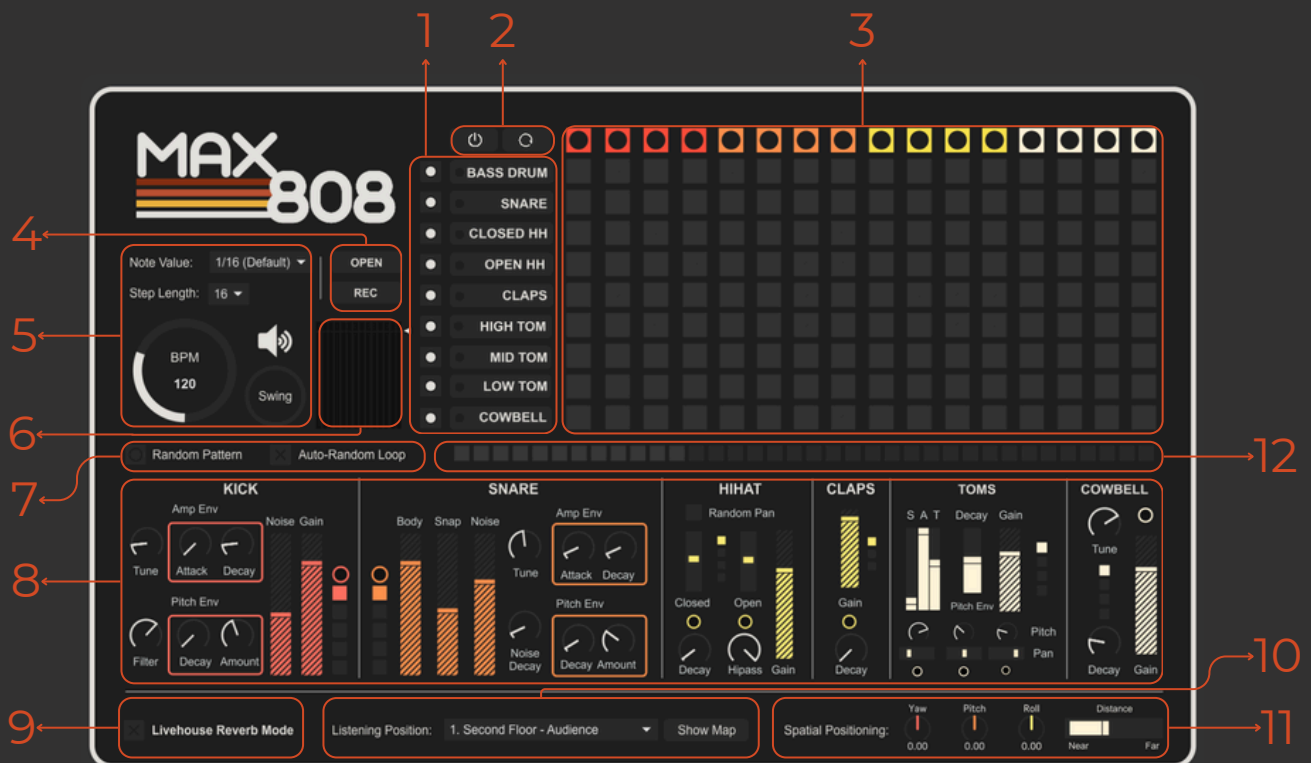 1
2
3
MAX
808
BASS DRUM
SNARE
CLOSED HH
OPEN HH
CLAPS
HIGH TOM
MID TOM
LOW TOM
COWBELL
4
OPEN
REC
5
Note Value: 1/16 (Default)
Step Length: 16
BPM
120
Swing
6
7
Random Pattern
Auto-Random Loop
12
8
KICK
Amp Env
Noise Gain
Tune
Attack Decay
Pitch Env
Filter
Decay Amount
SNARE
Body Snap Noise
Amp Env
Tune
Attack Decay
Pitch Env
Noise
Decay
Decay Amount
HIHAT
Random Pan
Closed Open
Decay Hipass Gain
CLAPS
Gain
Decay
TOMS
S A T Decay Gain
Pitch Env
Pitch
Pan
COWBELL
Tune
Decay Gain
9
Livehouse Reverb Mode
10
Listening Position: 1. Second Floor - Audience
Show Map
11
Spatial Positioning:
Yaw Pitch Roll Distance
0.00 0.00 0.00 Near Far